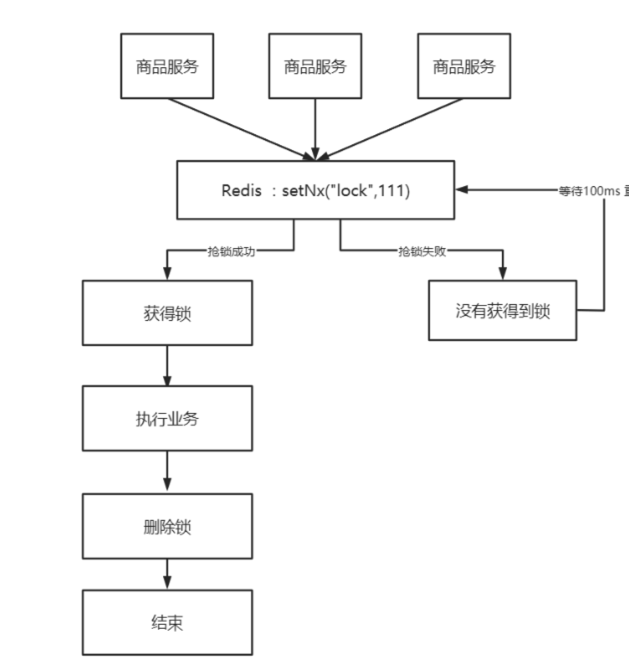 商品服务
商品服务
商品服务
Redis ：setNx("lock",111)
等待100ms
抢锁成功
抢锁失败
获得锁
没有获得到锁
执行业务
删除锁
结束